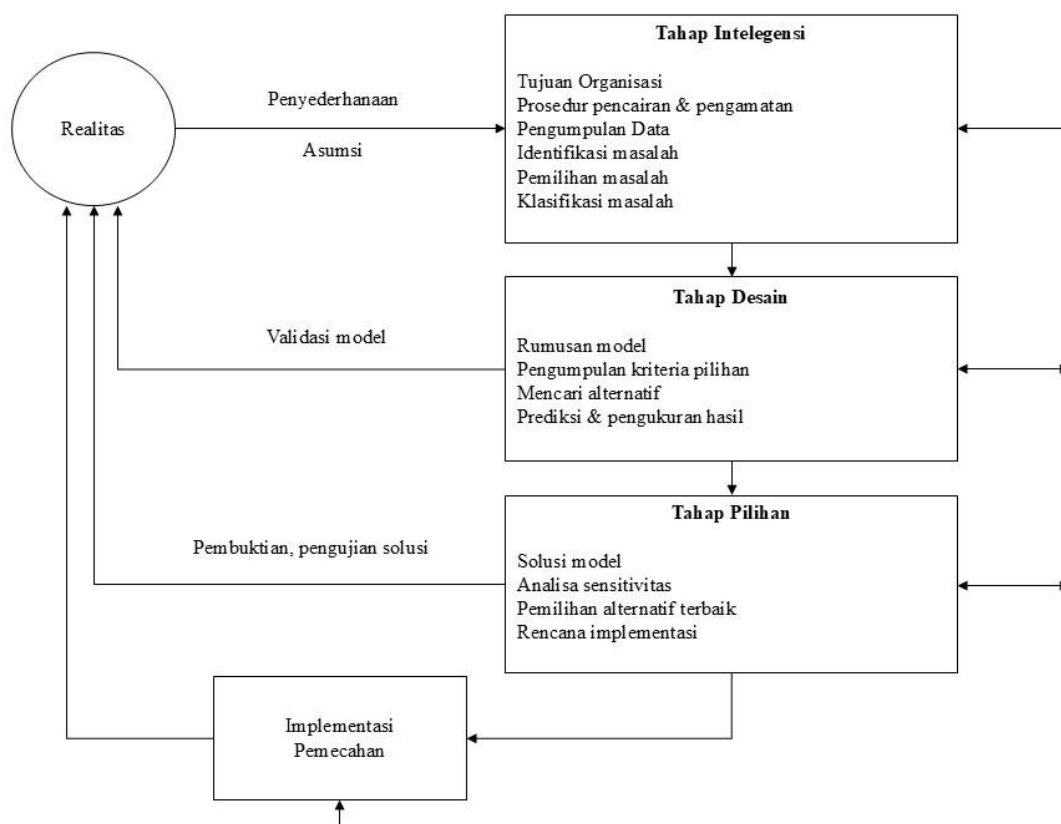 Tahap Intelegensi
Tujuan Organisasi
Prosedur pencairan & pengamatan
Pengumpulan Data
Identifikasi masalah
Pemilihan masalah
Klasifikasi masalah
Realitas
Penyederhanaan
Asumsi
Tahap Desain
Rumusan model
Pengumpulan kriteria pilihan
Mencari alternatif
Prediksi & pengukuran hasil
Validasi model
Tahap Pilihan
Solusi model
Analisa sensitivitas
Pemilihan alternatif terbaik
Rencana implementasi
Pembuktian, pengujian solusi
Implementasi
Pemecahan